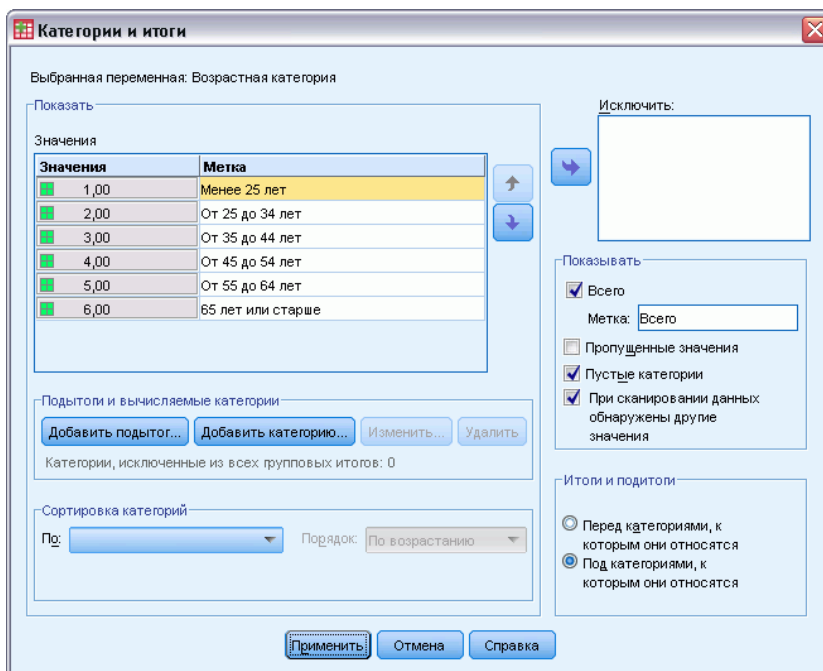 Категории и итоги
Выбранная переменная: Возрастная категория
Показать
Значения
Значения Метка
1,00 Менее 25 лет
2,00 От 25 до 34 лет
3,00 От 35 до 44 лет
4,00 От 45 до 54 лет
5,00 От 55 до 64 лет
6,00 65 лет или старше
Подытоги и вычисляемые категории
Добавить подытог... Добавить категорию... Изменить... Удалить
Категории, исключенные из всех групповых итогов: 0
Сортировка категорий
По: Порядок: По возрастанию
Исключить:
Показывать
Всего
Метка: Всего
Пропущенные значения
Пустые категории
При сканировании данных
обнаружены другие
значения
Итоги и подитоги
Перед категориями, к
которым они относятся
Под категориями, к
которым они относятся
Применить Отмена Справка